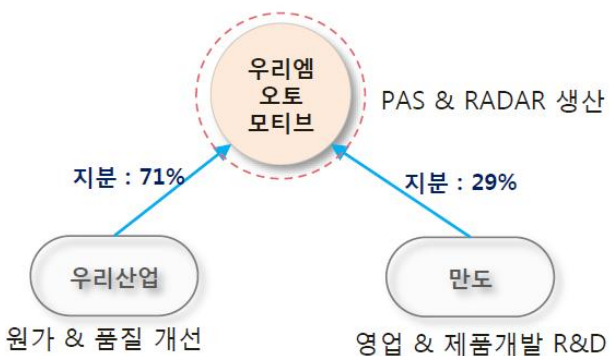 우리엠
오토
모티브
PAS & RADAR 생산
지분 : 71%
지분 : 29%
우리산업
만도
원가 & 품질 개선
영업 & 제품개발 R&D